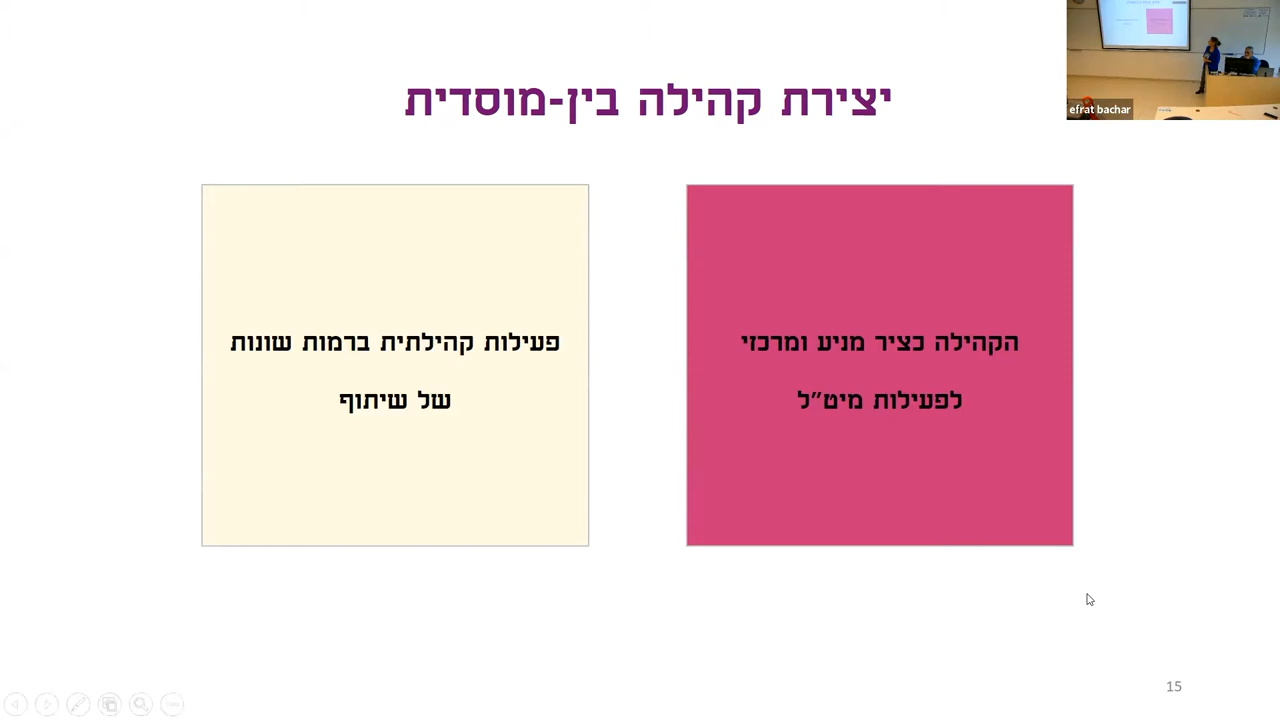 יצירת קהילה בין-מוסדית
הקהילה כציר מניע ומרכזי
לפעילות מיט"ל
פעילות קהילתית ברמות שונות
של שיתוף
efrat bachar
15